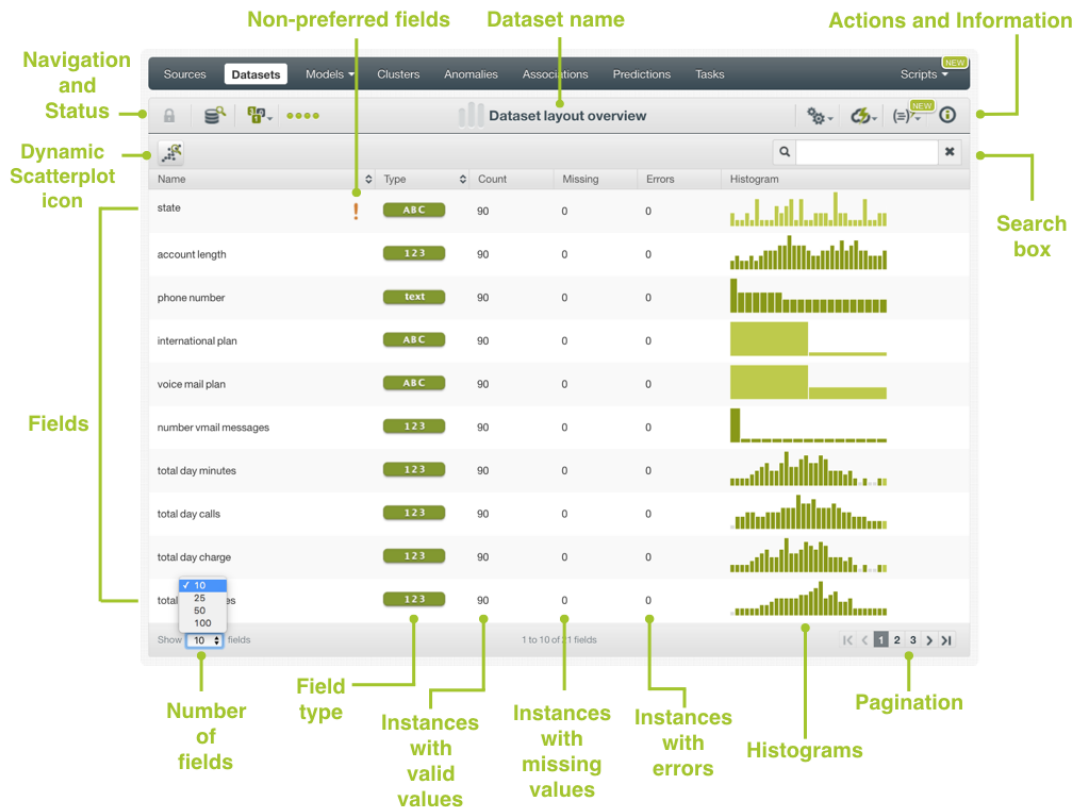 Non-preferred fields
Dataset name
Actions and Information
Navigation
and
Status
Sources Datasets Models Clusters Anomalies Associations Predictions Tasks Scripts NEW
Dataset layout overview
(=) NEW
Dynamic
Scatterplot
icon
Search
box
Name Type Count Missing Errors Histogram
state ! ABC 90 0 0
account length 123 90 0 0
phone number text 90 0 0
international plan ABC 90 0 0
voice mail plan ABC 90 0 0
Fields
number vmail messages 123 90 0 0
total day minutes 123 90 0 0
total day calls 123 90 0 0
total day charge 123 90 0 0
total es 123 90 0 0
✓ 10
25
50
100
Show 10 fields
1 to 10 of 21 fields
1 2 3
Number
of
fields
Field
type
Instances
with
valid
values
Instances
with
missing
values
Instances
with
errors
Histograms
Pagination